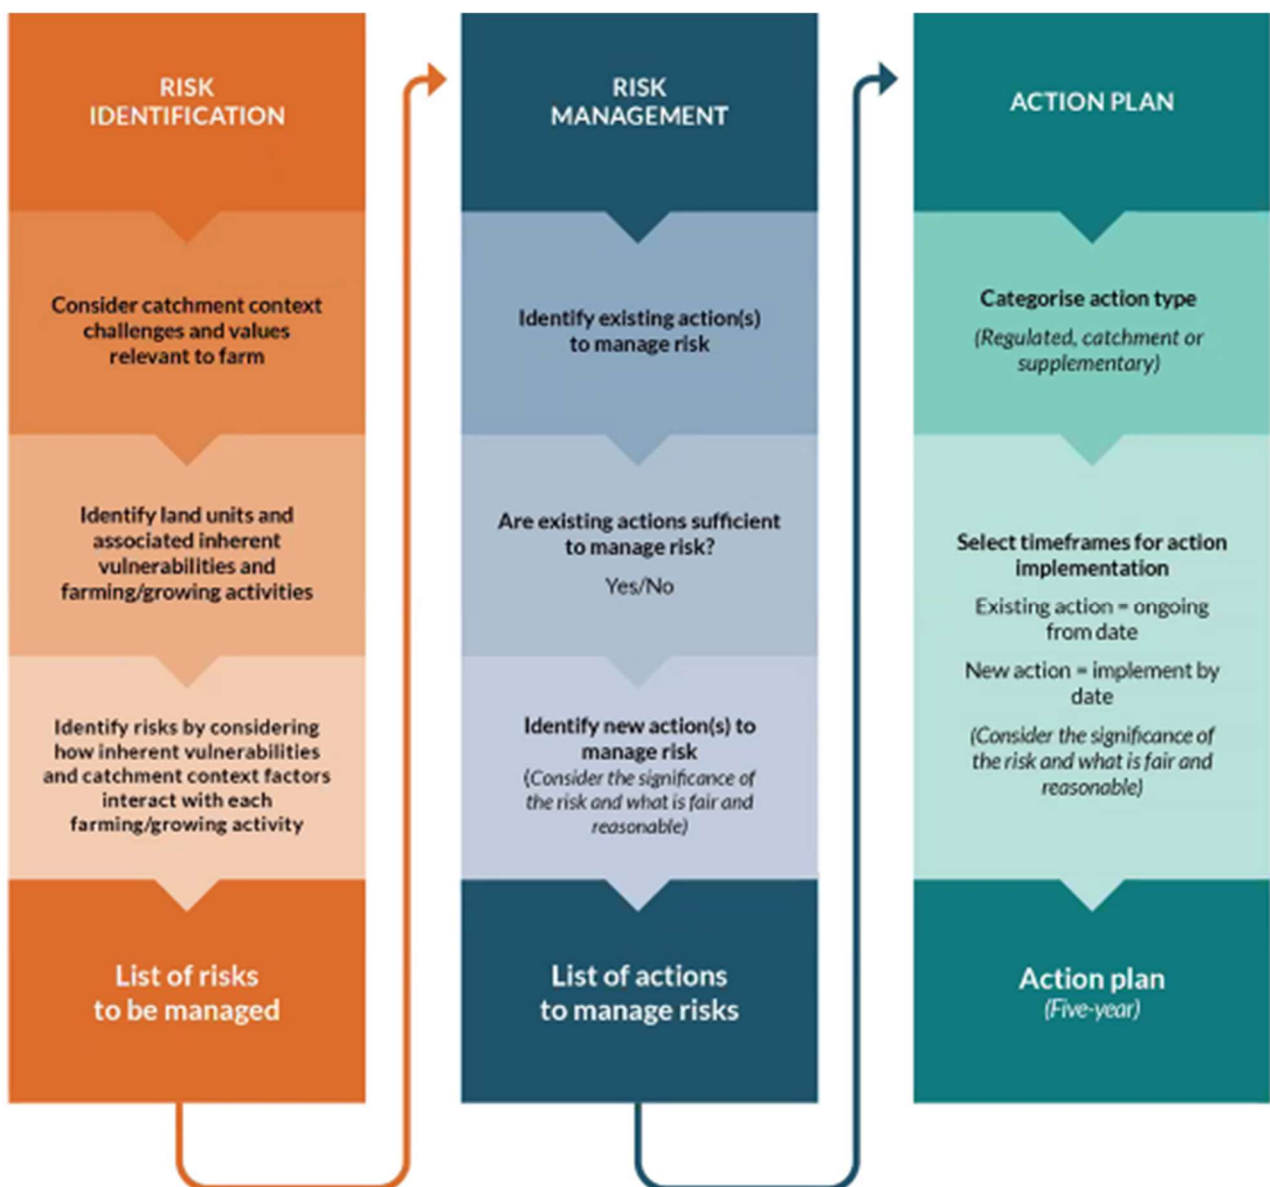 RISK
IDENTIFICATION
Consider catchment context
challenges and values
relevant to farm
Identify land units and
associated inherent
vulnerabilities and
farming/growing activities
Identify risks by considering
how inherent vulnerabilities
and catchment context factors
interact with each
farming/growing activity
List of risks
to be managed
RISK
MANAGEMENT
Identify existing action(s)
to manage risk
Are existing actions sufficient
to manage risk?
Yes/No
Identify new action(s) to
manage risk
(Consider the significance of
the risk and what is fair and
reasonable)
List of actions
to manage risks
ACTION PLAN
Categorise action type
(Regulated, catchment or
supplementary)
Select timeframes for action
implementation
Existing action = ongoing
from date
New action = implement by
date
(Consider the significance of
the risk and what is fair and
reasonable)
Action plan
(Five-year)